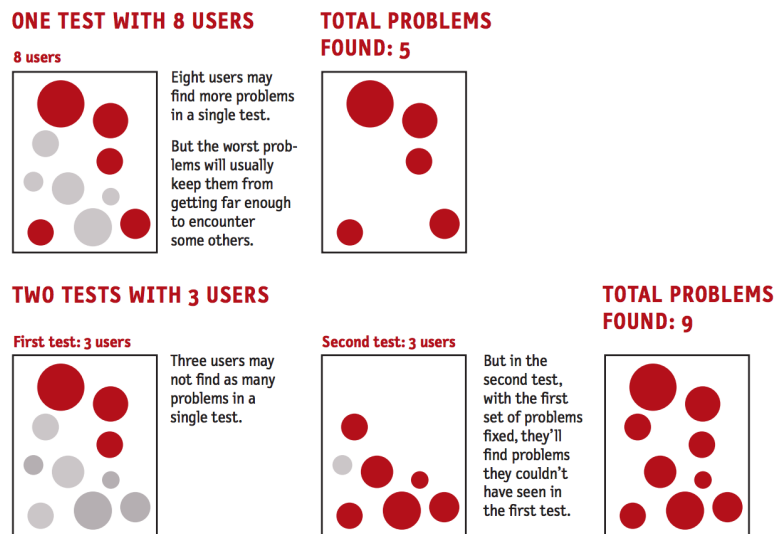 ONE TEST WITH 8 USERS
TOTAL PROBLEMS
FOUND: 5
8 users
Eight users may
find more problems
in a single test.
But the worst prob-
lems will usually
keep them from
getting far enough
to encounter
some others.
TWO TESTS WITH 3 USERS
TOTAL PROBLEMS
FOUND: 9
First test: 3 users
Three users may
not find as many
problems in a
single test.
Second test: 3 users
But in the
second test,
with the first
set of problems
fixed, they’ll
find problems
they couldn’t
have seen in
the first test.